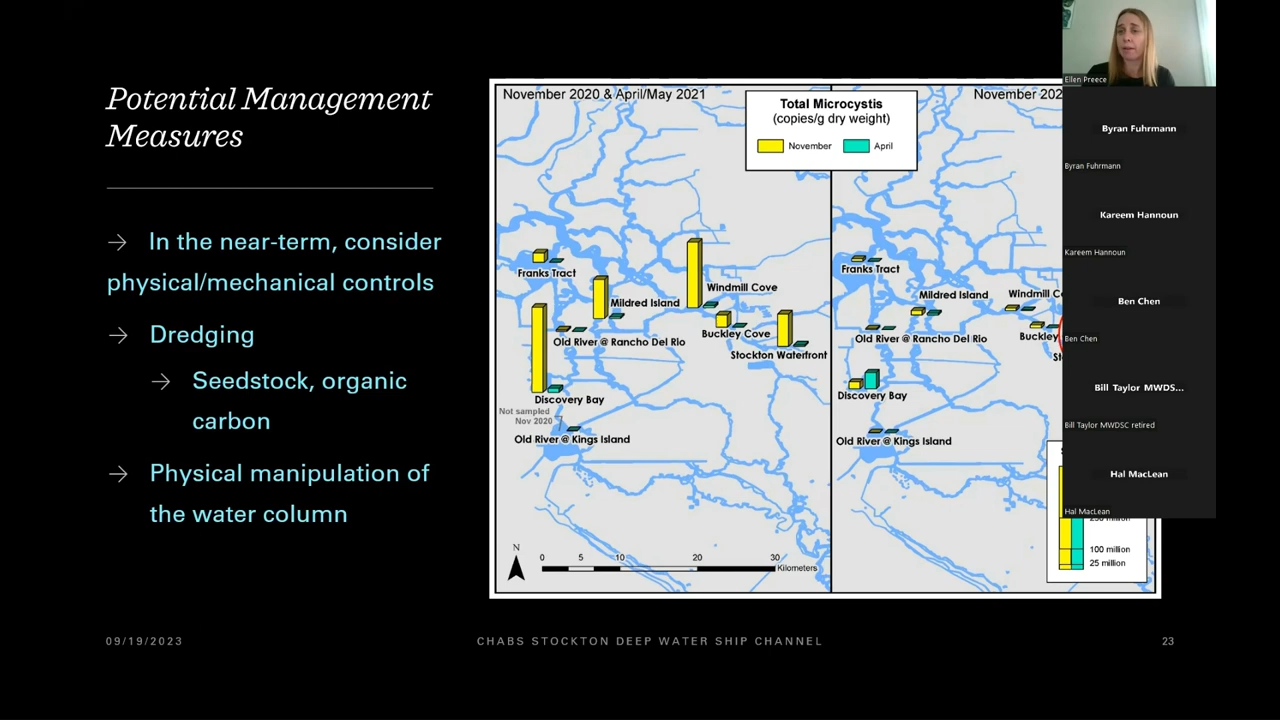 Potential Management
Measures
→ In the near-term, consider
physical/mechanical controls
→ Dredging
→ Seedstock, organic
carbon
→ Physical manipulation of
the water column
November 2020 & April/May 2021
Total Microcystis
(copies/g dry weight)
November April
Franks Tract
Windmill Cove
Mildred Island
Buckley Cove
Old River @ Rancho Del Rio
Stockton Waterfront
Discovery Bay
Not sampled
Nov 2020
Old River @ Kings Island
N
0 5 10 20 30
Kilometers
November 202
Franks Tract
Mildred Island
Windmill C
Buckley
Old River @ Rancho Del Rio
Discovery Bay
Old River @ Kings Island
100 million
25 million
Ellen Preece
Byran Fuhrmann
Byran Fuhrmann
Kareem Hannoun
Kareem Hannoun
Ben Chen
Ben Chen
Bill Taylor MWDS...
Bill Taylor MWDSC retired
Hal MacLean
Hal MacLean
09/19/2023
CHABS STOCKTON DEEP WATER SHIP CHANNEL
23